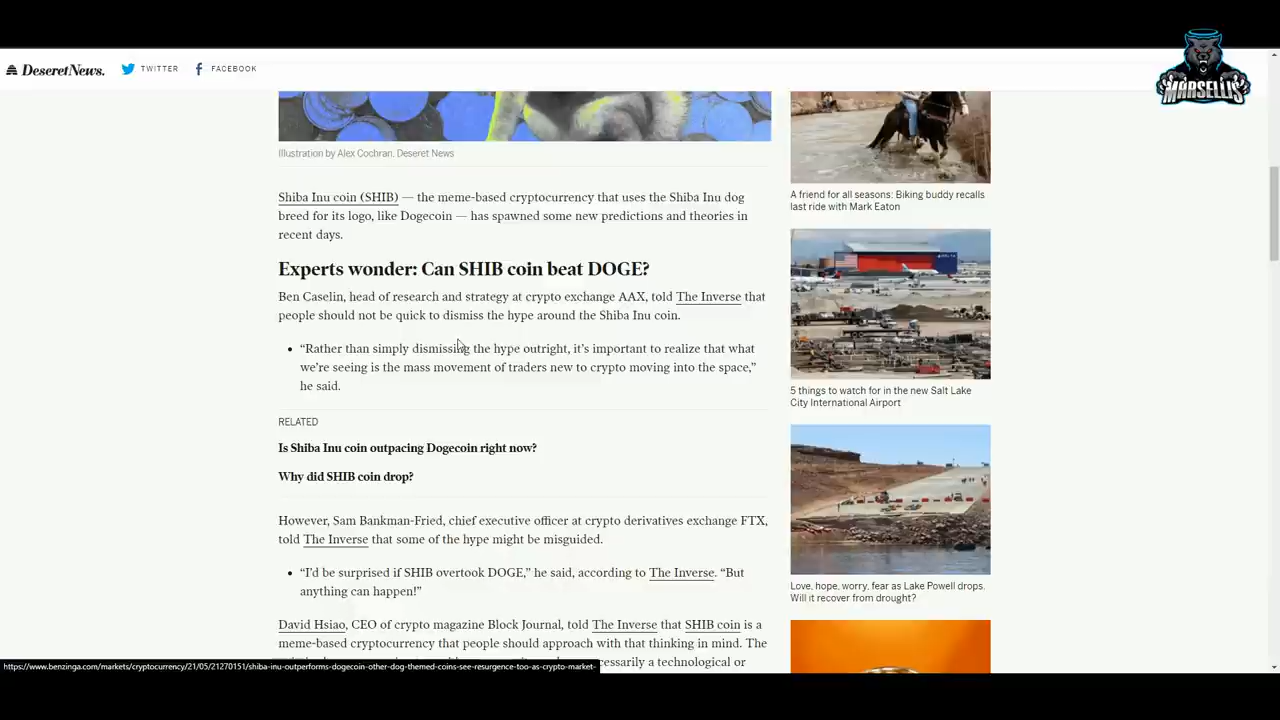 MARSELLIS
DeseretNews.
TWITTER
FACEBOOK
Illustration by Alex Cochran, Deseret News
Shiba Inu coin (SHIB) — the meme-based cryptocurrency that uses the Shiba Inu dog
breed for its logo, like Dogecoin — has spawned some new predictions and theories in
recent days.
Experts wonder: Can SHIB coin beat DOGE?
Ben Caselin, head of research and strategy at crypto exchange AAX, told The Inverse that
people should not be quick to dismiss the hype around the Shiba Inu coin.
• “Rather than simply dismissing the hype outright, it’s important to realize that what
we’re seeing is the mass movement of traders new to crypto moving into the space,”
he said.
RELATED
Is Shiba Inu coin outpacing Dogecoin right now?
Why did SHIB coin drop?
However, Sam Bankman-Fried, chief executive officer at crypto derivatives exchange FTX,
told The Inverse that some of the hype might be misguided.
• “I’d be surprised if SHIB overtook DOGE,” he said, according to The Inverse. “But
anything can happen!”
David Hsiao, CEO of crypto magazine Block Journal, told The Inverse that SHIB coin is a
meme-based cryptocurrency that people should approach with that thinking in mind. The
cessarily a technological or
A friend for all seasons: Biking buddy recalls
last ride with Mark Eaton
5 things to watch for in the new Salt Lake
City International Airport
Love, hope, worry, fear as Lake Powell drops.
Will it recover from drought?
https://www.benzinga.com/markets/cryptocurrency/21/05/21270151/shiba-inu-outperforms-dogecoin-other-dog-themed-coins-see-resurgence-too-as-crypto-market-